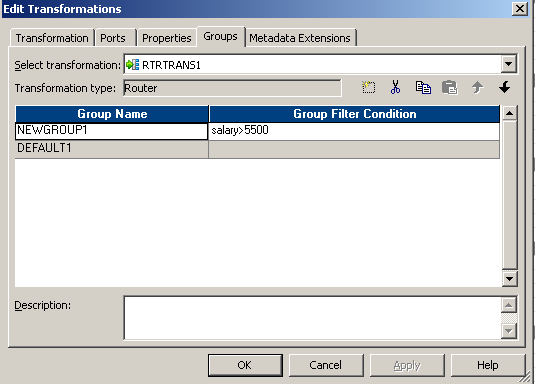 Edit Transformations
Transformation Ports Properties Groups Metadata Extensions
Select transformation: RTRTRANS1
Transformation type: Router
Group Name Group Filter Condition
NEWGROUP1 salary>5500
DEFAULT1
Description:
OK Cancel Apply Help